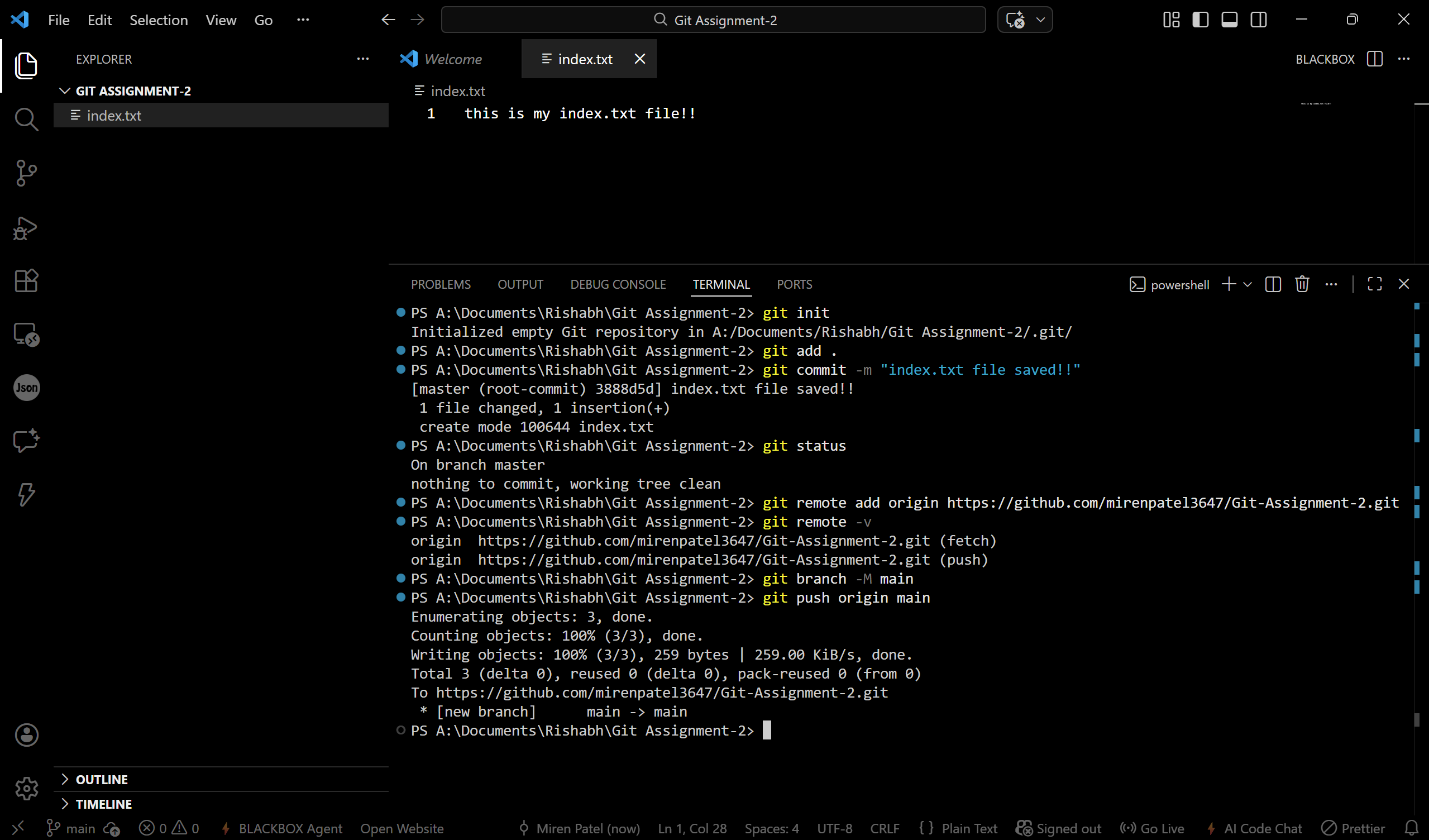 File Edit Selection View Go ··· Git Assignment-2
EXPLORER ···
GIT ASSIGNMENT-2
index.txt
Welcome index.txt BLACKBOX ···
index.txt
1 this is my index.txt file!!
PROBLEMS OUTPUT DEBUG CONSOLE TERMINAL PORTS powershell ···
PS A:\Documents\Rishabh\Git Assignment-2> git init
Initialized empty Git repository in A:/Documents/Rishabh/Git Assignment-2/.git/
PS A:\Documents\Rishabh\Git Assignment-2> git add .
PS A:\Documents\Rishabh\Git Assignment-2> git commit -m "index.txt file saved!!"
[master (root-commit) 3888d5d] index.txt file saved!!
1 file changed, 1 insertion(+)
create mode 100644 index.txt
PS A:\Documents\Rishabh\Git Assignment-2> git status
On branch master
nothing to commit, working tree clean
PS A:\Documents\Rishabh\Git Assignment-2> git remote add origin https://github.com/mirenpatel3647/Git-Assignment-2.git
PS A:\Documents\Rishabh\Git Assignment-2> git remote -v
origin https://github.com/mirenpatel3647/Git-Assignment-2.git (fetch)
origin https://github.com/mirenpatel3647/Git-Assignment-2.git (push)
PS A:\Documents\Rishabh\Git Assignment-2> git branch -M main
PS A:\Documents\Rishabh\Git Assignment-2> git push origin main
Enumerating objects: 3, done.
Counting objects: 100% (3/3), done.
Writing objects: 100% (3/3), 259 bytes | 259.00 KiB/s, done.
Total 3 (delta 0), reused 0 (delta 0), pack-reused 0 (from 0)
To https://github.com/mirenpatel3647/Git-Assignment-2.git
* [new branch] main -> main
PS A:\Documents\Rishabh\Git Assignment-2>
Json
OUTLINE
TIMELINE
main 0 0 BLACKBOX Agent Open Website Miren Patel (now) Ln 1, Col 28 Spaces: 4 UTF-8 CRLF {} Plain Text Signed out Go Live AI Code Chat Prettier